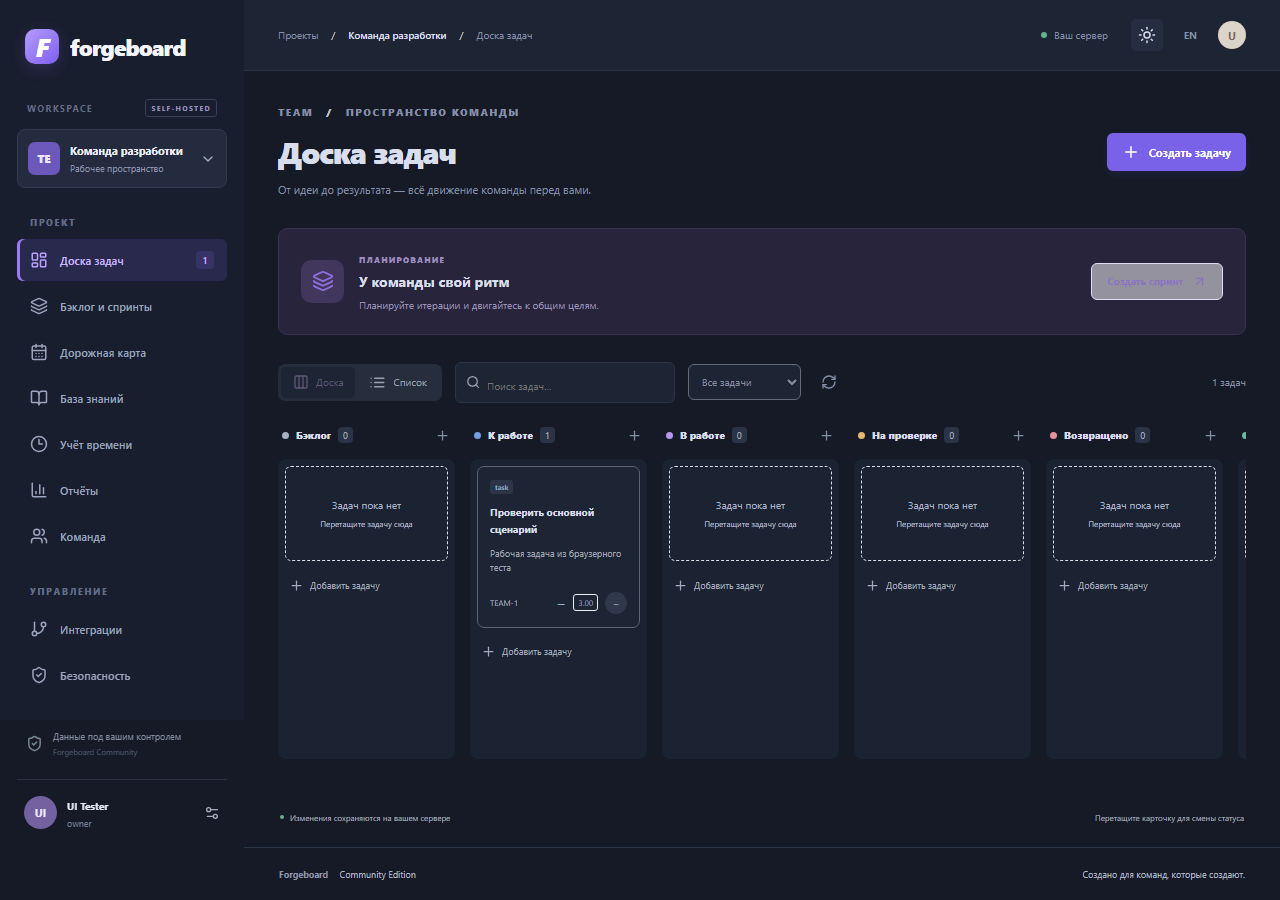 F forgeboard
WORKSPACE SELF-HOSTED
TE Команда разработки
Рабочее пространство
ПРОЕКТ
Доска задач 1
Бэклог и спринты
Дорожная карта
База знаний
Учёт времени
Отчёты
Команда
УПРАВЛЕНИЕ
Интеграции
Безопасность
Данные под вашим контролем
Forgeboard Community
UI UI Tester
owner
Проекты / Команда разработки / Доска задач
Ваш сервер EN U
TEAM / ПРОСТРАНСТВО КОМАНДЫ
Доска задач
Создать задачу
От идеи до результата — всё движение команды перед вами.
ПЛАНИРОВАНИЕ
У команды свой ритм
Планируйте итерации и двигайтесь к общим целям.
Создать спринт
Доска Список Поиск задач... Все задачи 1 задач
Бэклог 0
Задач пока нет
Перетащите задачу сюда
Добавить задачу
К работе 1
task
Проверить основной
сценарий
Рабочая задача из браузерного
теста
TEAM-1 — 3.00 –
Добавить задачу
В работе 0
Задач пока нет
Перетащите задачу сюда
Добавить задачу
На проверке 0
Задач пока нет
Перетащите задачу сюда
Добавить задачу
Возвращено 0
Задач пока нет
Перетащите задачу сюда
Добавить задачу
Изменения сохраняются на вашем сервере
Перетащите карточку для смены статуса
Forgeboard Community Edition
Создано для команд, которые создают.